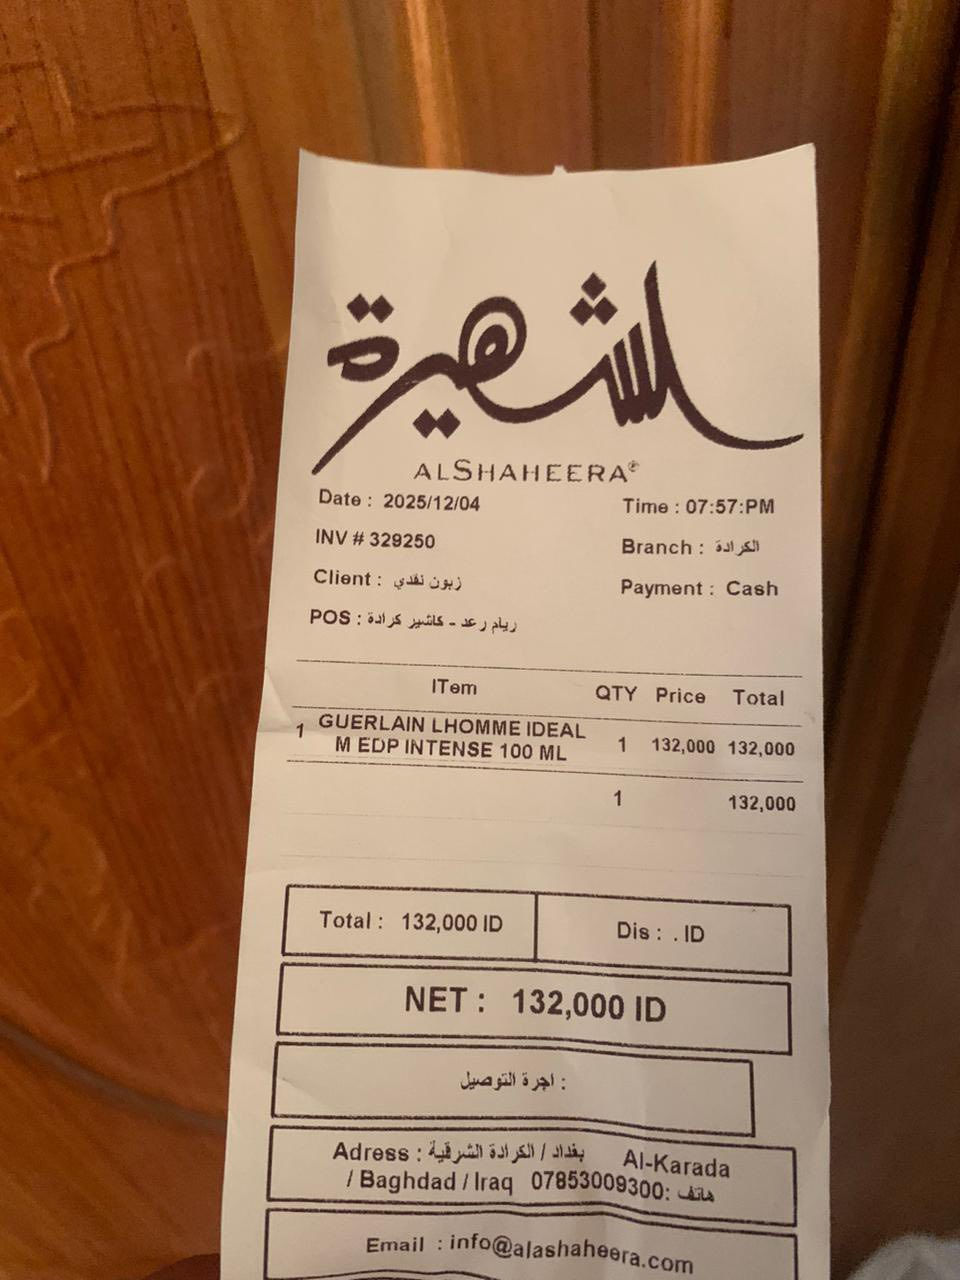 الشهيرة
ALSHAHEERA®
Date : 2025/12/04 Time : 07:57:PM
INV # 329250 Branch : الكرادة
Client : زبون نقدي Payment : Cash
POS : ريام رعد - كاشير كرادة
ITem QTY Price Total
1 GUERLAIN LHOMME IDEAL
M EDP INTENSE 100 ML 1 132,000 132,000
1 132,000
Total : 132,000 ID Dis : . ID
NET : 132,000 ID
اجرة التوصيل :
Adress : بغداد / الكرادة الشرقية Al-Karada
/ Baghdad / Iraq 07853009300: هاتف
Email : info@alashaheera.com